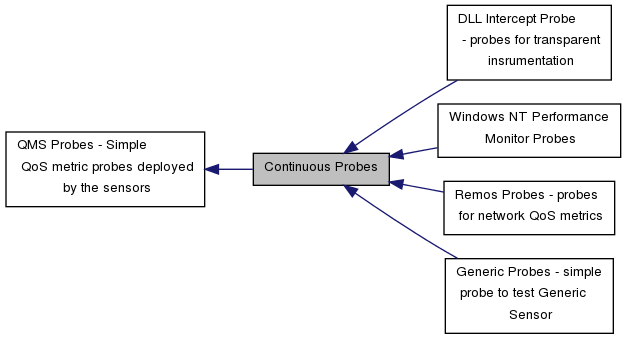 DLL Intercept Probe
- probes for transparent
insrumentation
Windows NT Performance
Monitor Probes
QMS Probes - Simple
QoS metric probes deployed
by the sensors
Continuous Probes
Remos Probes - probes
for network QoS metrics
Generic Probes - simple
probe to test Generic
Sensor